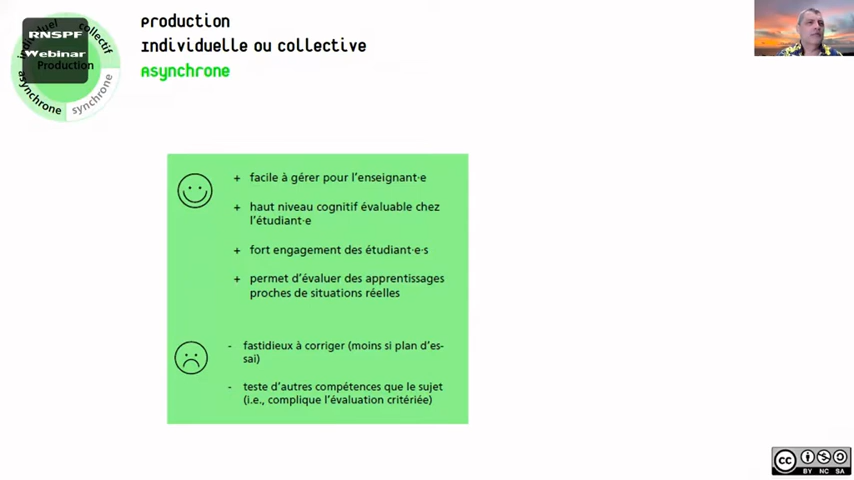 Production
Individuelle ou collective
Asynchrone
individuel
collectif
RNSPF
Webinar
Production
asynchrone
synchrone
+ facile à gérer pour l'enseignant·e
+ haut niveau cognitif évaluable chez
l'étudiant·e
+ fort engagement des étudiant·e·s
+ permet d'évaluer des apprentissages
proches de situations réelles
- fastidieux à corriger (moins si plan d'es-
sai)
- teste d'autres compétences que le sujet
(i.e., complique l'évaluation critériée)
cc
BY NC SA